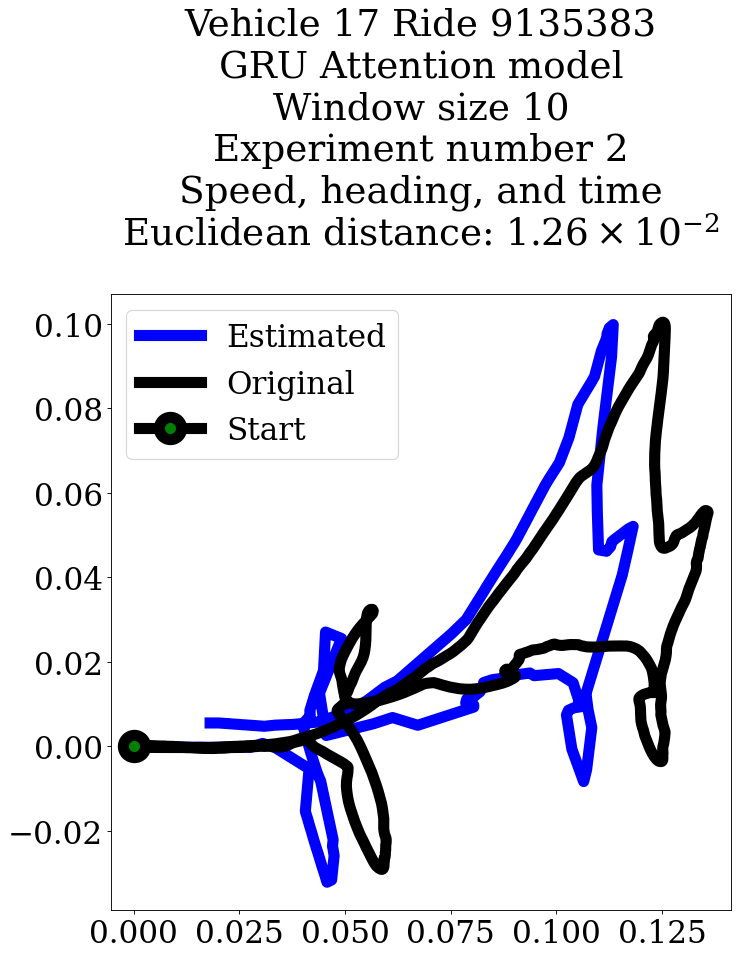 Vehicle 17 Ride 9135383
GRU Attention model
Window size 10
Experiment number 2
Speed, heading, and time
Euclidean distance: 1.26 × 10⁻²
Estimated
Original
Start
0.10
0.08
0.06
0.04
0.02
0.00
−0.02
0.000 0.025 0.050 0.075 0.100 0.125